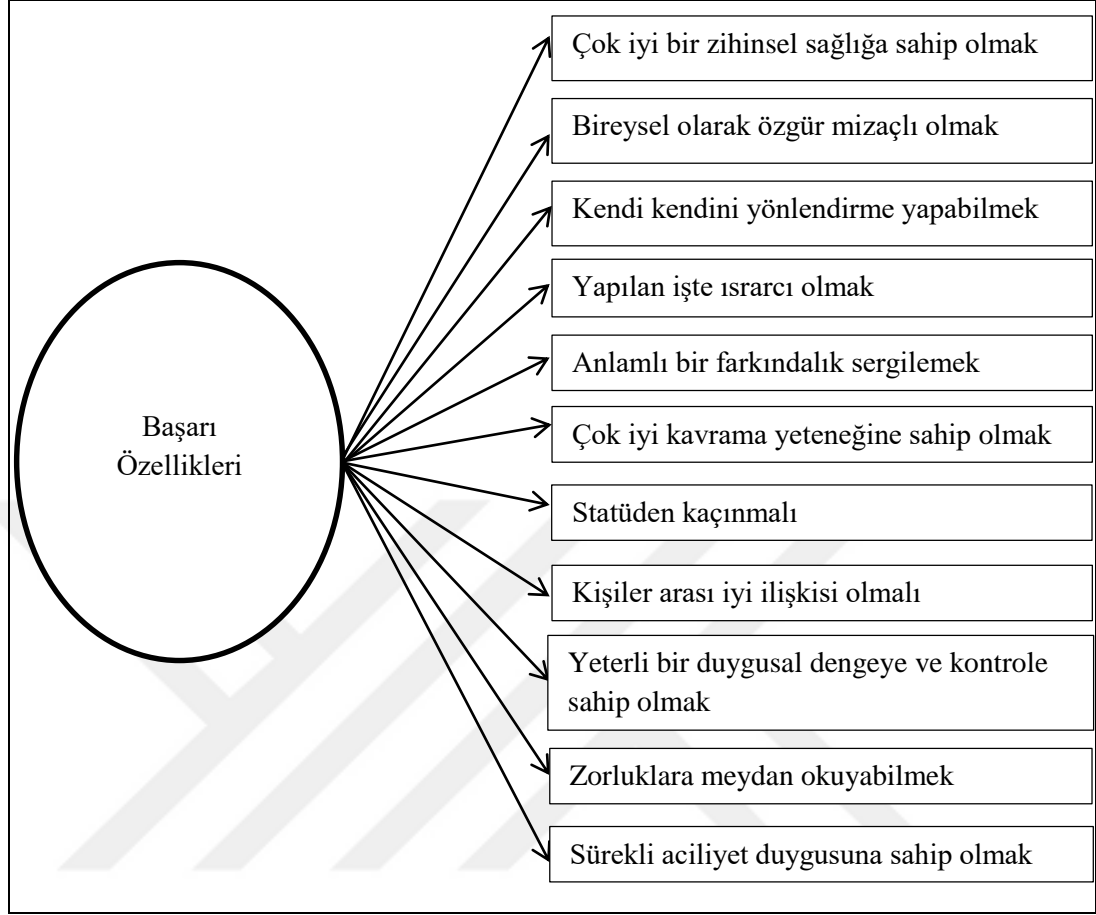 Çok iyi bir zihinsel sağlığa sahip olmak
Bireysel olarak özgür mizaçlı olmak
Kendi kendini yönlendirme yapabilmek
Yapılan işte ısrarcı olmak
Anlamlı bir farkındalık sergilemek
Başarı
Özellikleri
Çok iyi kavrama yeteneğine sahip olmak
Statüden kaçınmalı
Kişiler arası iyi ilişkisi olmalı
Yeterli bir duygusal dengeye ve kontrole
sahip olmak
Zorluklara meydan okuyabilmek
Sürekli aciliyet duygusuna sahip olmak